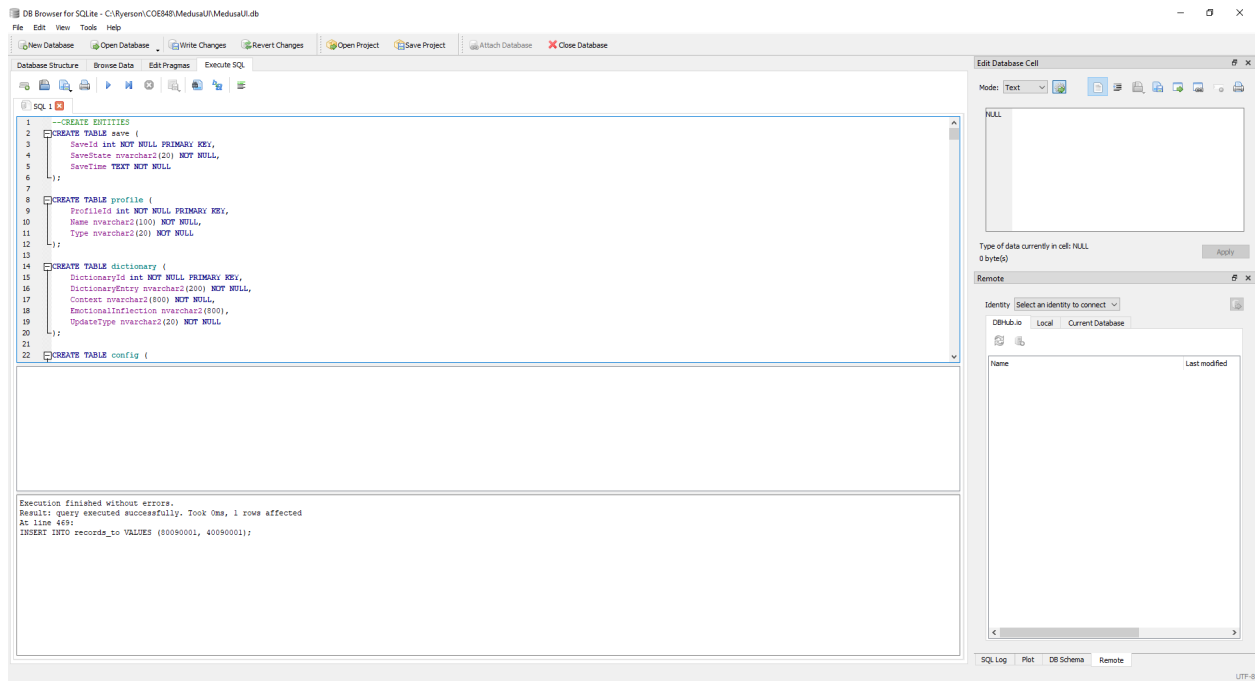 DB Browser for SQLite - C:\Ryerson\COE848\MedusaUI\MedusaUI.db
File Edit View Tools Help
New Database Open Database Write Changes Revert Changes Open Project Save Project Attach Database Close Database
Database Structure Browse Data Edit Pragmas Execute SQL
SQL 1
1 --CREATE ENTITIES
2 CREATE TABLE save (
3 SaveId int NOT NULL PRIMARY KEY,
4 SaveState nvarchar2(20) NOT NULL,
5 SaveTime TEXT NOT NULL
6 );
7
8 CREATE TABLE profile (
9 ProfileId int NOT NULL PRIMARY KEY,
10 Name nvarchar2(100) NOT NULL,
11 Type nvarchar2(20) NOT NULL
12 );
13
14 CREATE TABLE dictionary (
15 DictionaryId int NOT NULL PRIMARY KEY,
16 DictionaryEntry nvarchar2(200) NOT NULL,
17 Context nvarchar2(800) NOT NULL,
18 EmotionalInflection nvarchar2(800),
19 UpdateType nvarchar2(20) NOT NULL
20 );
21
22 CREATE TABLE config (
Execution finished without errors.
Result: query executed successfully. Took 0ms, 1 rows affected
At line 469:
INSERT INTO records_to VALUES (80090001, 40090001);
Edit Database Cell
Mode: Text
NULL
Type of data currently in cell: NULL
0 byte(s)
Apply
Remote
Identity Select an identity to connect
DBHub.io Local Current Database
Name Last modified
SQL Log Plot DB Schema Remote
UTF-8